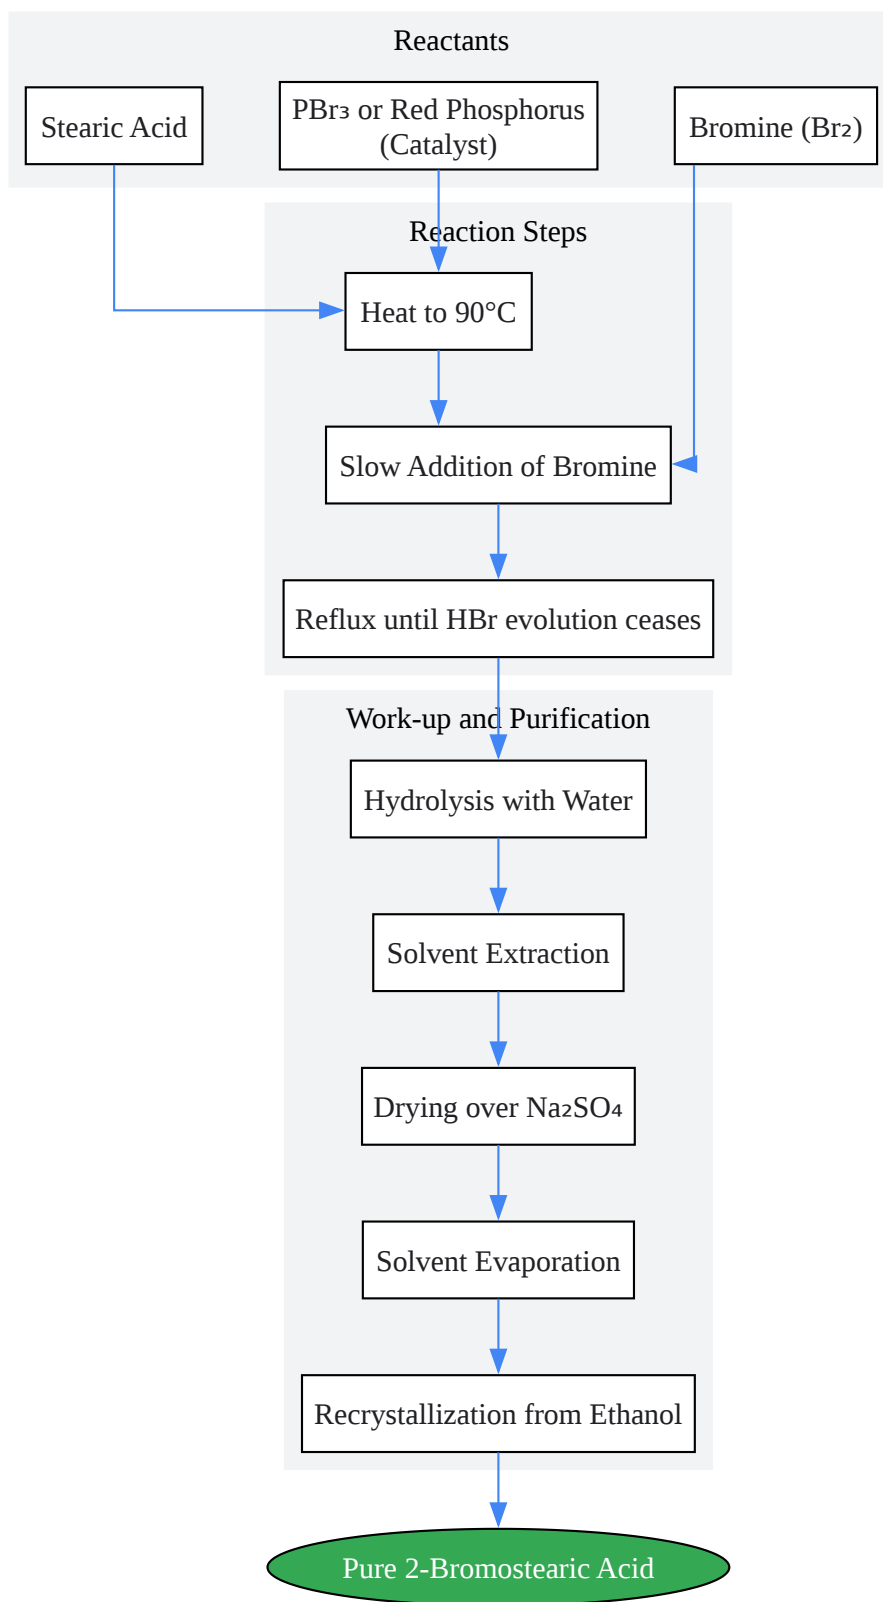 Reactants
Stearic Acid
PBr₃ or Red Phosphorus
(Catalyst)
Bromine (Br₂)
Reaction Steps
Heat to 90°C
Slow Addition of Bromine
Reflux until HBr evolution ceases
Work-up and Purification
Hydrolysis with Water
Solvent Extraction
Drying over Na₂SO₄
Solvent Evaporation
Recrystallization from Ethanol
Pure 2-Bromostearic Acid